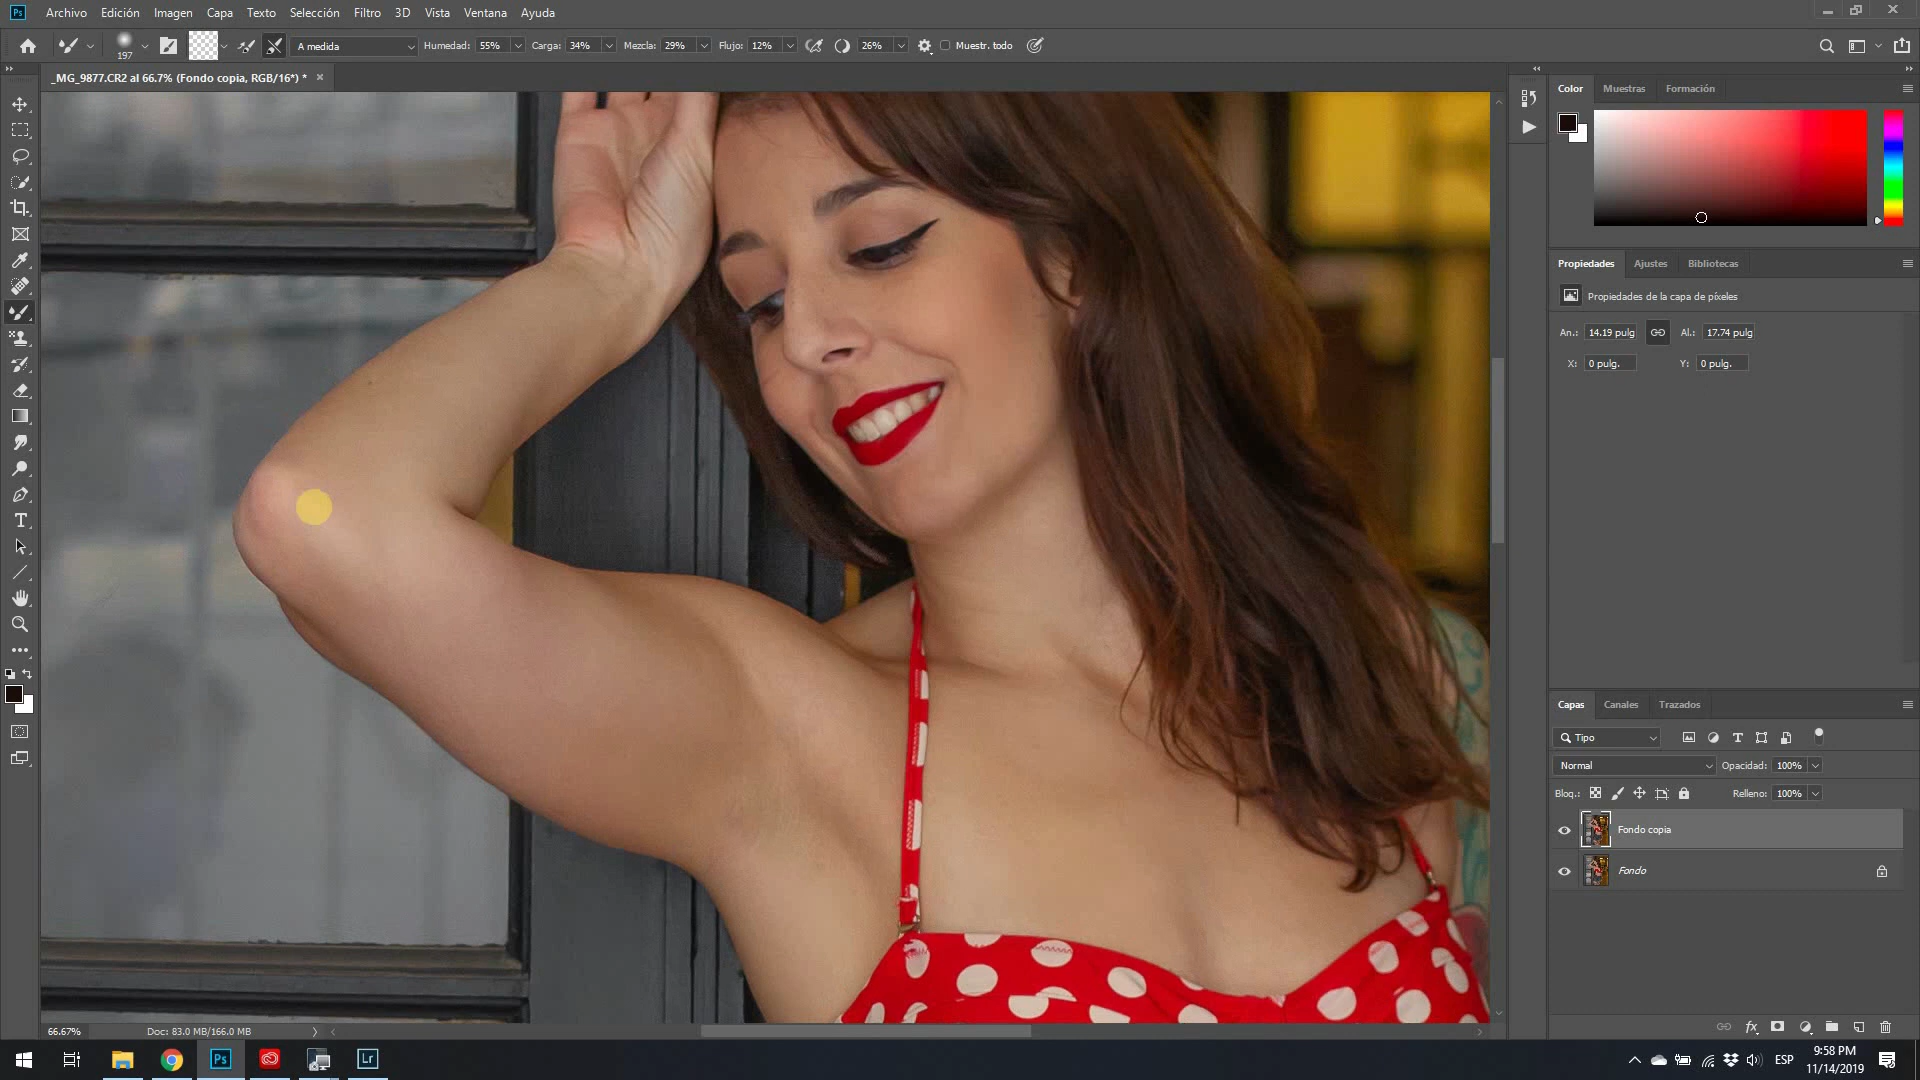 Ps Archivo Edición Imagen Capa Texto Selección Filtro 3D Vista Ventana Ayuda
197 A medida Humedad: 55% Carga: 34% Mezcla: 29% Flujo: 12% 26% Muestr. todo
_MG_9877.CR2 al 66.7% (Fondo copia, RGB/16*) * ×
Color Muestras Formación
Propiedades Ajustes Bibliotecas
Propiedades de la capa de píxeles
An.: 14.19 pulg Al.: 17.74 pulg
X: 0 pulg. Y: 0 pulg.
Capas Canales Trazados
Tipo
Normal Opacidad: 100%
Bloq.: Relleno: 100%
Fondo copia
Fondo
fx
66.67% Doc: 83.0 MB/166.0 MB
Ps Lr ESP
9:58 PM
11/14/2019